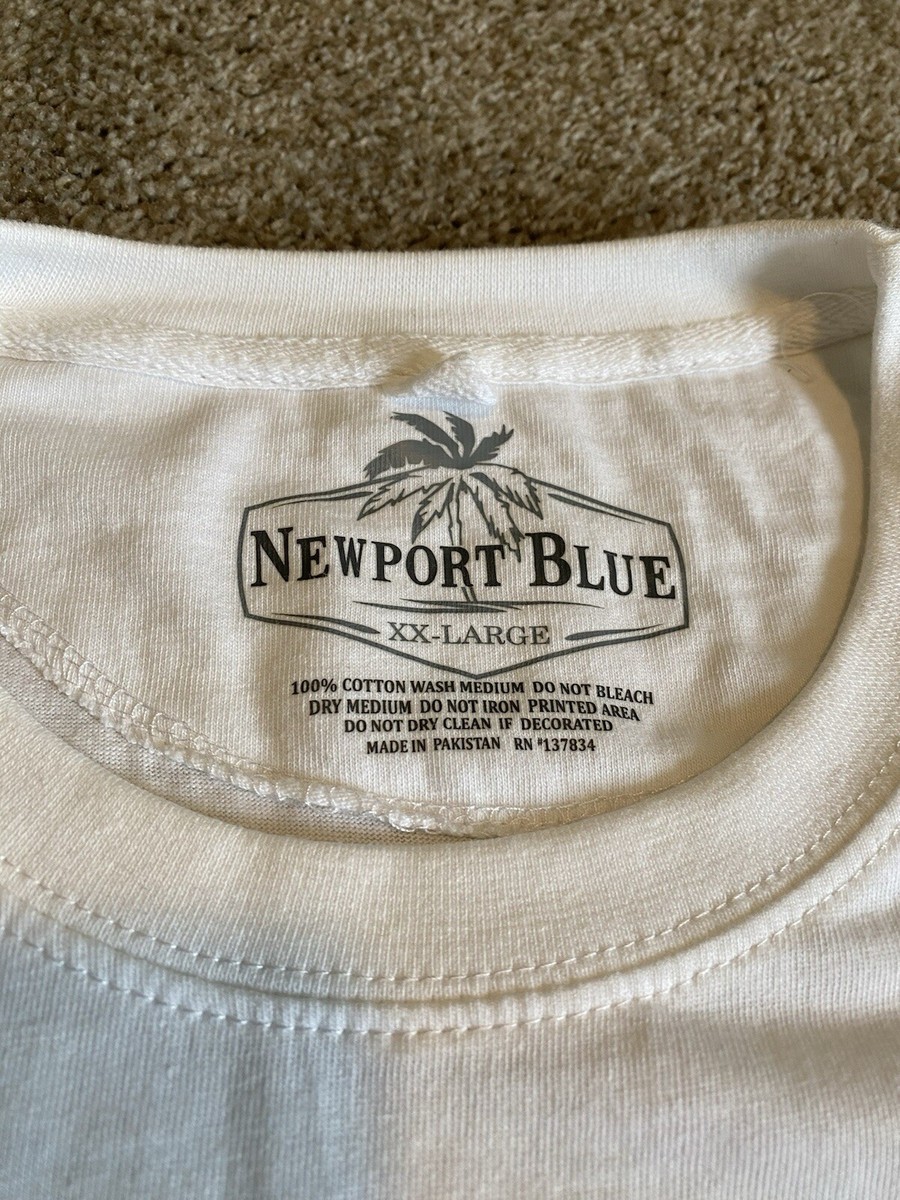 NEWPORT BLUE
XX-LARGE
100% COTTON WASH MEDIUM DO NOT BLEACH
DRY MEDIUM DO NOT IRON PRINTED AREA
DO NOT DRY CLEAN IF DECORATED
MADE IN PAKISTAN RN #137834